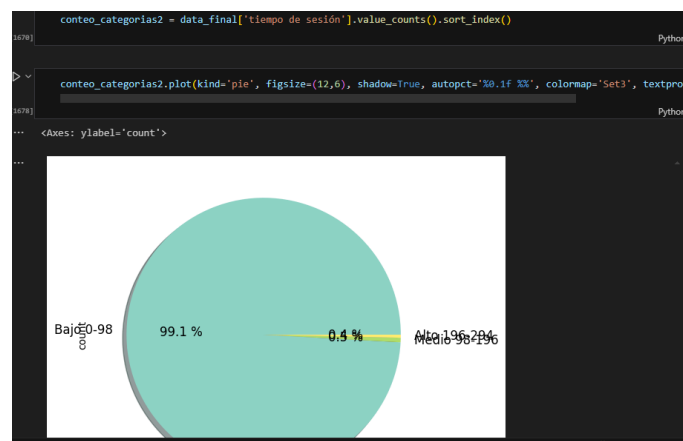 conteo_categorias2 = data_final['tiempo de sesión'].value_counts().sort_index()
1670]
Python
conteo_categorias2.plot(kind='pie', figsize=(12,6), shadow=True, autopct='%0.1f %%', colormap='Set3', textpro
1678]
Python
... <Axes: ylabel='count'>
...
Bajo 0-98
count
99.1 %
0.4 %
0.5 %
Alto 196-294
Medio 98-196